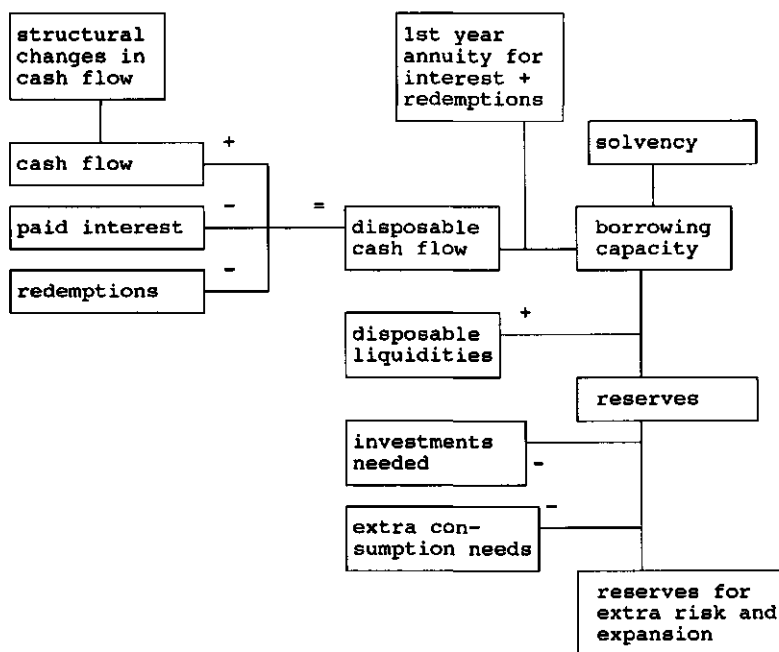 structural
changes in
cash flow
1st year
annuity for
interest +
redemptions
solvency
+
cash flow
-
=
paid interest
disposable
cash flow
borrowing
capacity
-
redemptions
+
disposable
liquidities
reserves
investments
needed
-
-
extra con-
sumption needs
reserves for
extra risk and
expansion